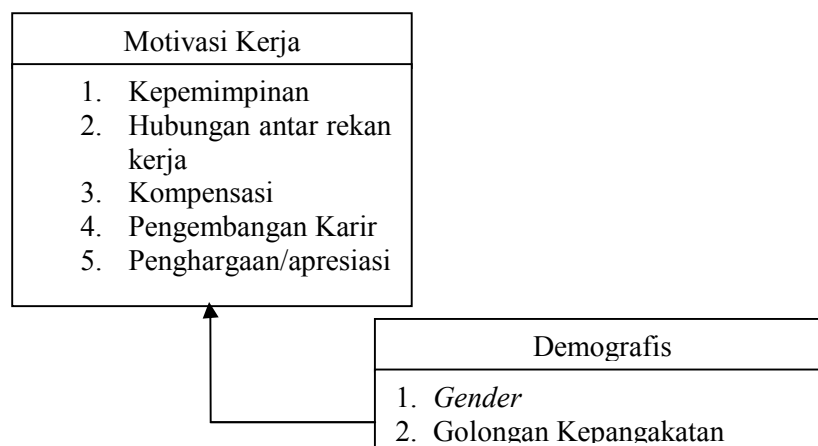 Motivasi Kerja
1. Kepemimpinan
2. Hubungan antar rekan
kerja
3. Kompensasi
4. Pengembangan Karir
5. Penghargaan/apresiasi
Demografis
1. Gender
2. Golongan Kepangakatan